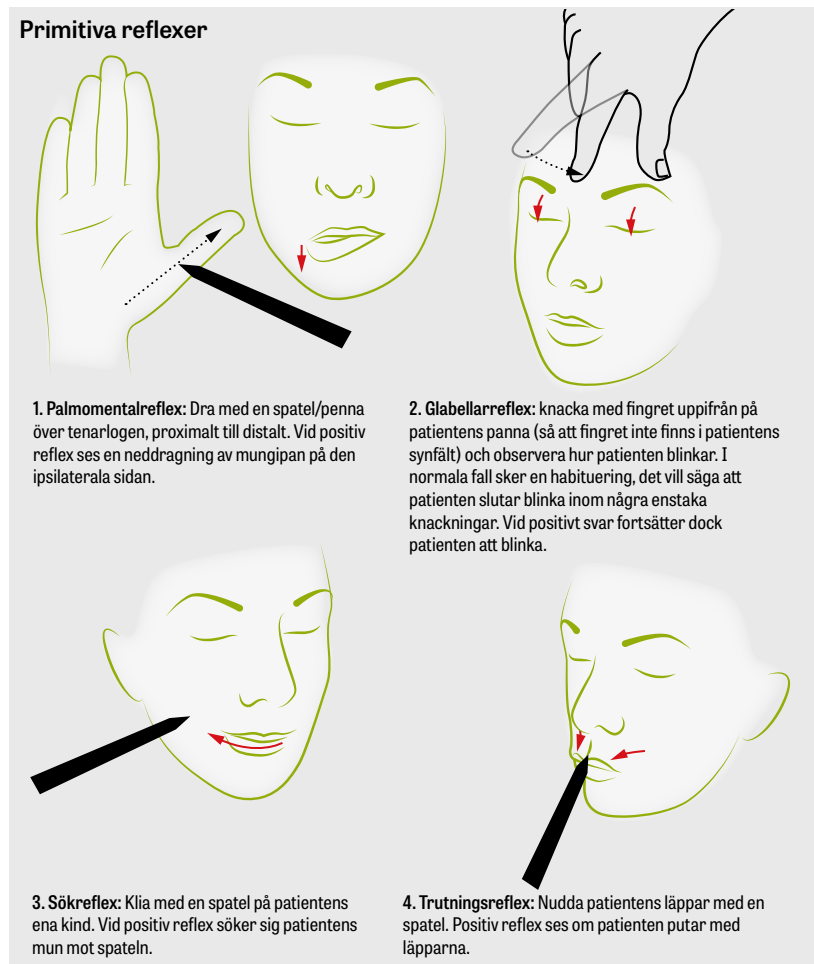 Primitiva reflexer
1. Palmomentalreflex: Dra med en spatel/penna
över tenarlogen, proximalt till distalt. Vid positiv
reflex ses en neddragning av mungipan på den
ipsilaterala sidan.
2. Glabellarreflex: knacka med fingret uppifrån på
patientens panna (så att fingret inte finns i patientens
synfält) och observera hur patienten blinkar. I
normala fall sker en habituering, det vill säga att
patienten slutar blinka inom några enstaka
knackningar. Vid positivt svar fortsätter dock
patienten att blinka.
3. Sökreflex: Klia med en spatel på patientens
ena kind. Vid positiv reflex söker sig patientens
mun mot spateln.
4. Trutningsreflex: Nudda patientens läppar med en
spatel. Positiv reflex ses om patienten putar med
läpparna.